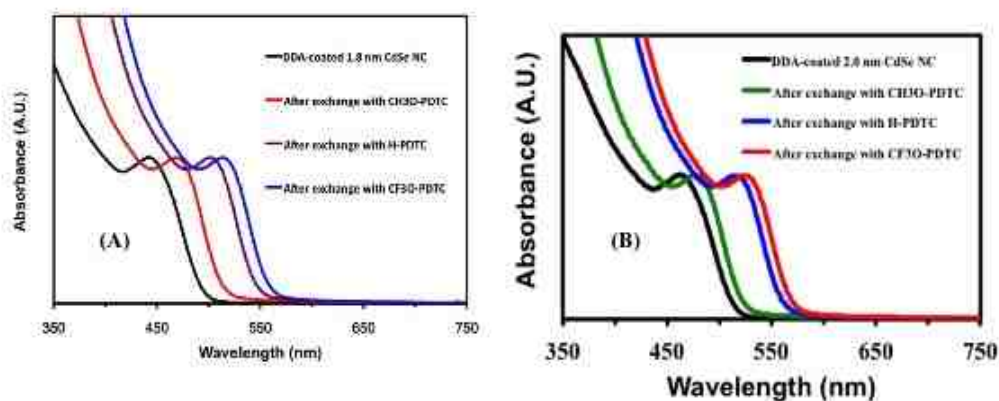 Absorbance (A.U.)
DDA-coated 1.8 nm CdSe NC
After exchange with CH3O-PDTC
After exchange with H-PDTC
After exchange with CF3O-PDTC
(A)
350 450 550 650 750
Wavelength (nm)
Absorbance (A.U.)
DDA-coated 2.0 nm CdSe NC
After exchange with CH3O-PDTC
After exchange with H-PDTC
After exchange with CF3O-PDTC
(B)
350 450 550 650 750
Wavelength (nm)